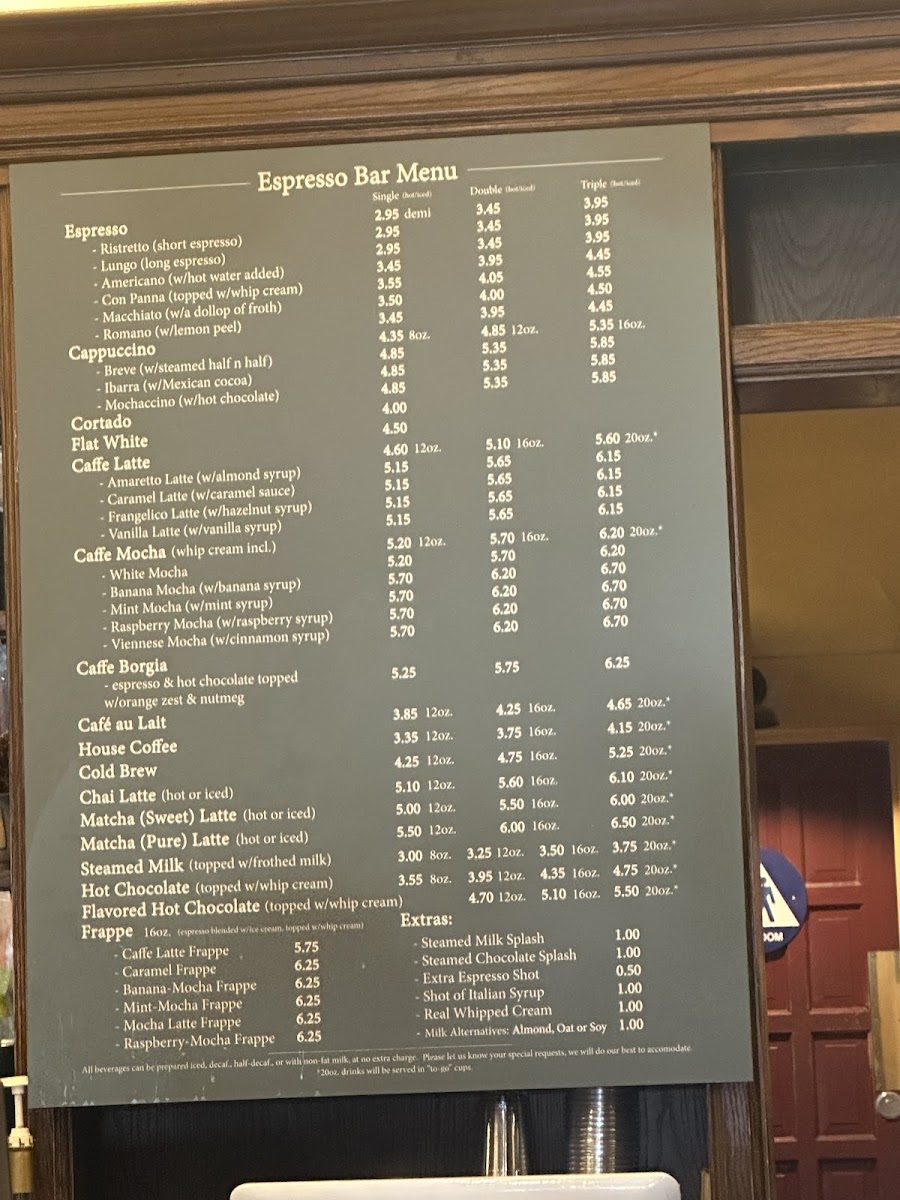 Espresso Bar Menu
Single (hot/iced) Double (hot/iced) Triple (hot/iced)
Espresso 2.95 demi 3.45 3.95
- Ristretto (short espresso) 2.95 3.45 3.95
- Lungo (long espresso) 2.95 3.45 3.95
- Americano (w/hot water added) 3.45 3.95 4.45
- Con Panna (topped w/whip cream) 3.55 4.05 4.55
- Macchiato (w/a dollop of froth) 3.50 4.00 4.50
- Romano (w/lemon peel) 3.45 3.95 4.45
Cappuccino 4.35 8oz. 4.85 12oz. 5.35 16oz.
- Breve (w/steamed half n half) 4.85 5.35 5.85
- Ibarra (w/Mexican cocoa) 4.85 5.35 5.85
- Mochaccino (w/hot chocolate) 4.85 5.35 5.85
Cortado 4.00
Flat White 4.50
Caffe Latte 4.60 12oz. 5.10 16oz. 5.60 20oz.*
- Amaretto Latte (w/almond syrup) 5.15 5.65 6.15
- Caramel Latte (w/caramel sauce) 5.15 5.65 6.15
- Frangelico Latte (w/hazelnut syrup) 5.15 5.65 6.15
- Vanilla Latte (w/vanilla syrup) 5.15 5.65 6.15
Caffe Mocha (whip cream incl.) 5.20 12oz. 5.70 16oz. 6.20 20oz.*
- White Mocha 5.20 5.70 6.20
- Banana Mocha (w/banana syrup) 5.70 6.20 6.70
- Mint Mocha (w/mint syrup) 5.70 6.20 6.70
- Raspberry Mocha (w/raspberry syrup) 5.70 6.20 6.70
- Viennese Mocha (w/cinnamon syrup) 5.70 6.20 6.70
Caffe Borgia 5.25 5.75 6.25
- espresso & hot chocolate topped
w/orange zest & nutmeg
Café au Lait 3.85 12oz. 4.25 16oz. 4.65 20oz.*
House Coffee 3.35 12oz. 3.75 16oz. 4.15 20oz.*
Cold Brew 4.25 12oz. 4.75 16oz. 5.25 20oz.*
Chai Latte (hot or iced) 5.10 12oz. 5.60 16oz. 6.10 20oz.*
Matcha (Sweet) Latte (hot or iced) 5.00 12oz. 5.50 16oz. 6.00 20oz.*
Matcha (Pure) Latte (hot or iced) 5.50 12oz. 6.00 16oz. 6.50 20oz.*
Steamed Milk (topped w/frothed milk) 3.00 8oz. 3.25 12oz. 3.50 16oz. 3.75 20oz.*
Hot Chocolate (topped w/whip cream) 3.55 8oz. 3.95 12oz. 4.35 16oz. 4.75 20oz.*
Flavored Hot Chocolate (topped w/whip cream) 4.70 12oz. 5.10 16oz. 5.50 20oz.*
Frappe 16oz. (espresso blended w/ice cream, topped w/whip cream)
- Caffe Latte Frappe 5.75
- Caramel Frappe 6.25
- Banana-Mocha Frappe 6.25
- Mint-Mocha Frappe 6.25
- Mocha Latte Frappe 6.25
- Raspberry-Mocha Frappe 6.25
Extras:
- Steamed Milk Splash 1.00
- Steamed Chocolate Splash 1.00
- Extra Espresso Shot 0.50
- Shot of Italian Syrup 1.00
- Real Whipped Cream 1.00
- Milk Alternatives: Almond, Oat or Soy 1.00
All beverages can be prepared iced, decaf., half-decaf., or with non-fat milk, at no extra charge. Please let us know your special requests, we will do our best to accomodate.
*20oz. drinks will be served in "to-go" cups.